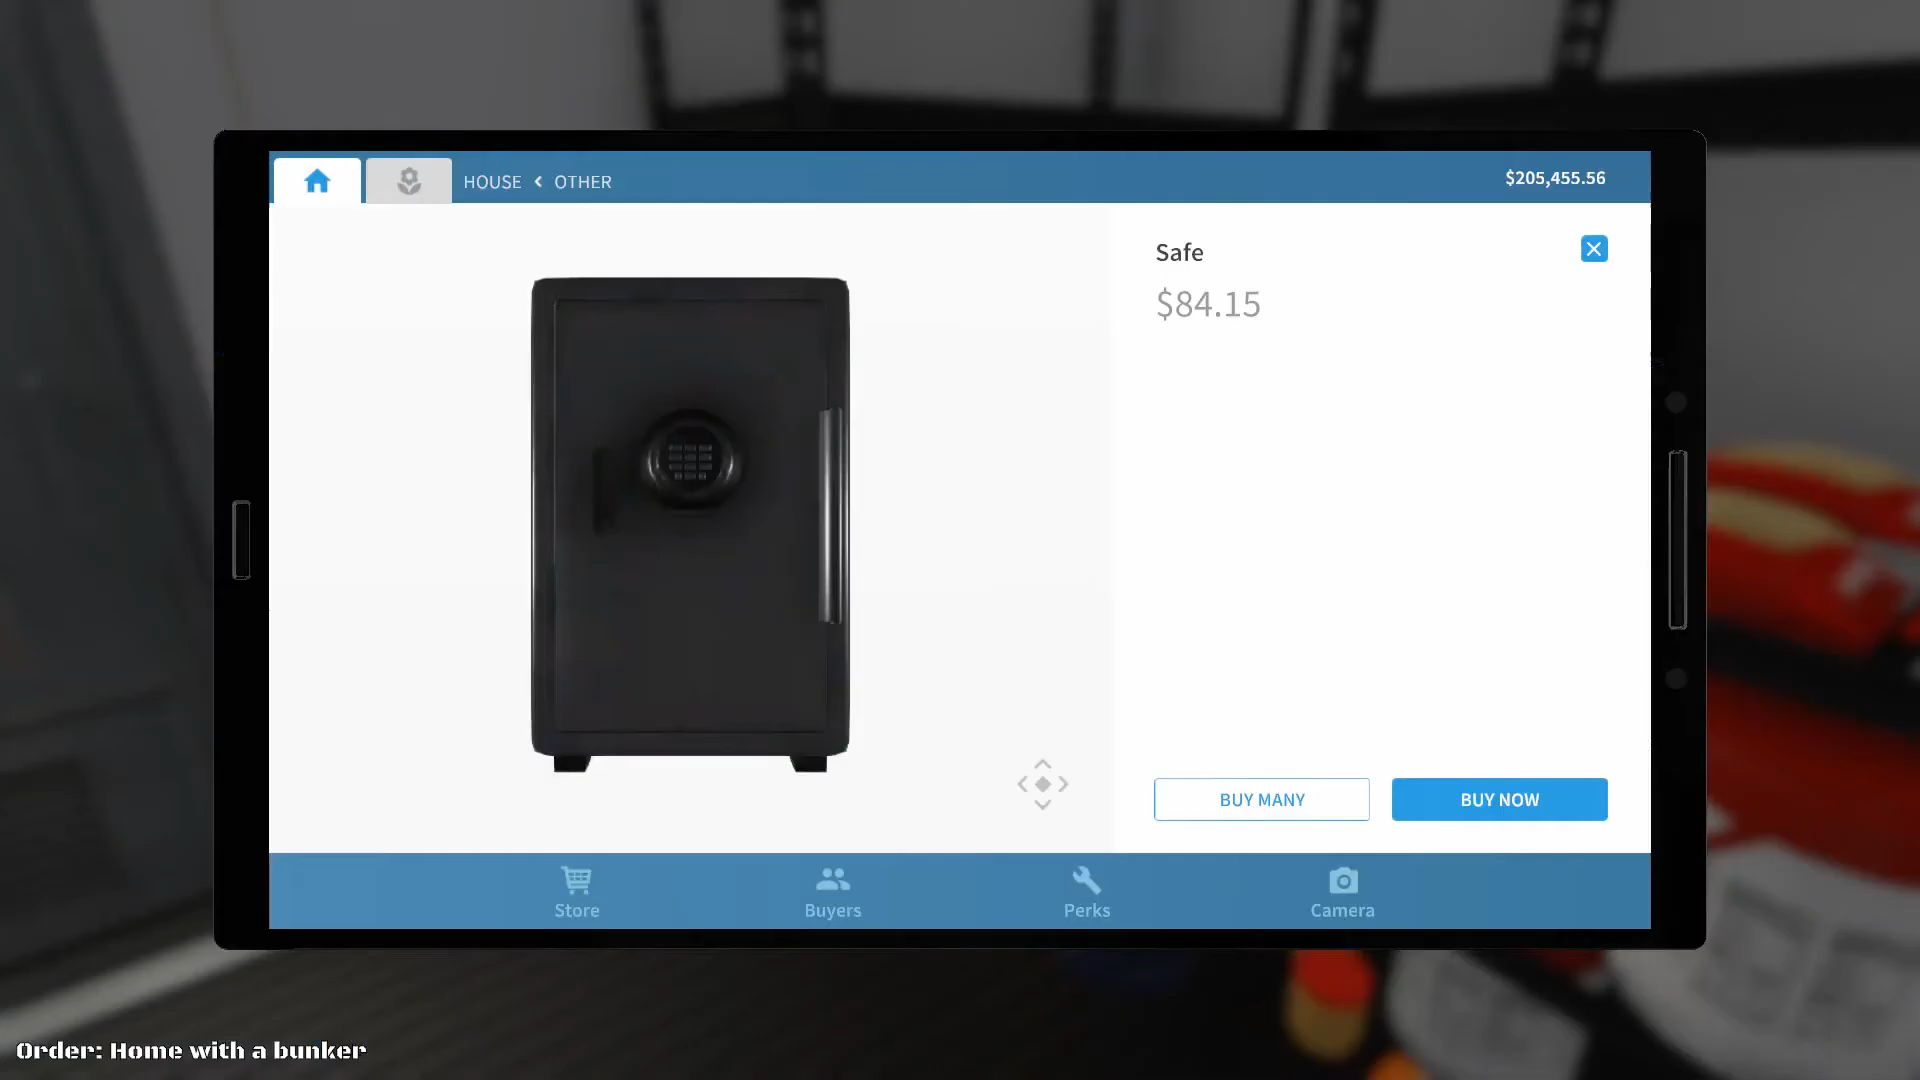 HOUSE < OTHER
$205,455.56
Safe
$84.15
BUY MANY
BUY NOW
Store
Buyers
Perks
Camera
Order: Home with a bunker